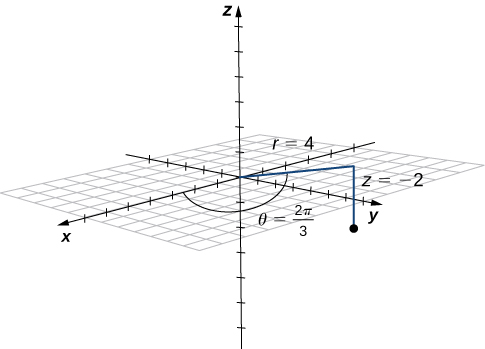 z
r = 4
z = −2
θ = 2π/3
y
x